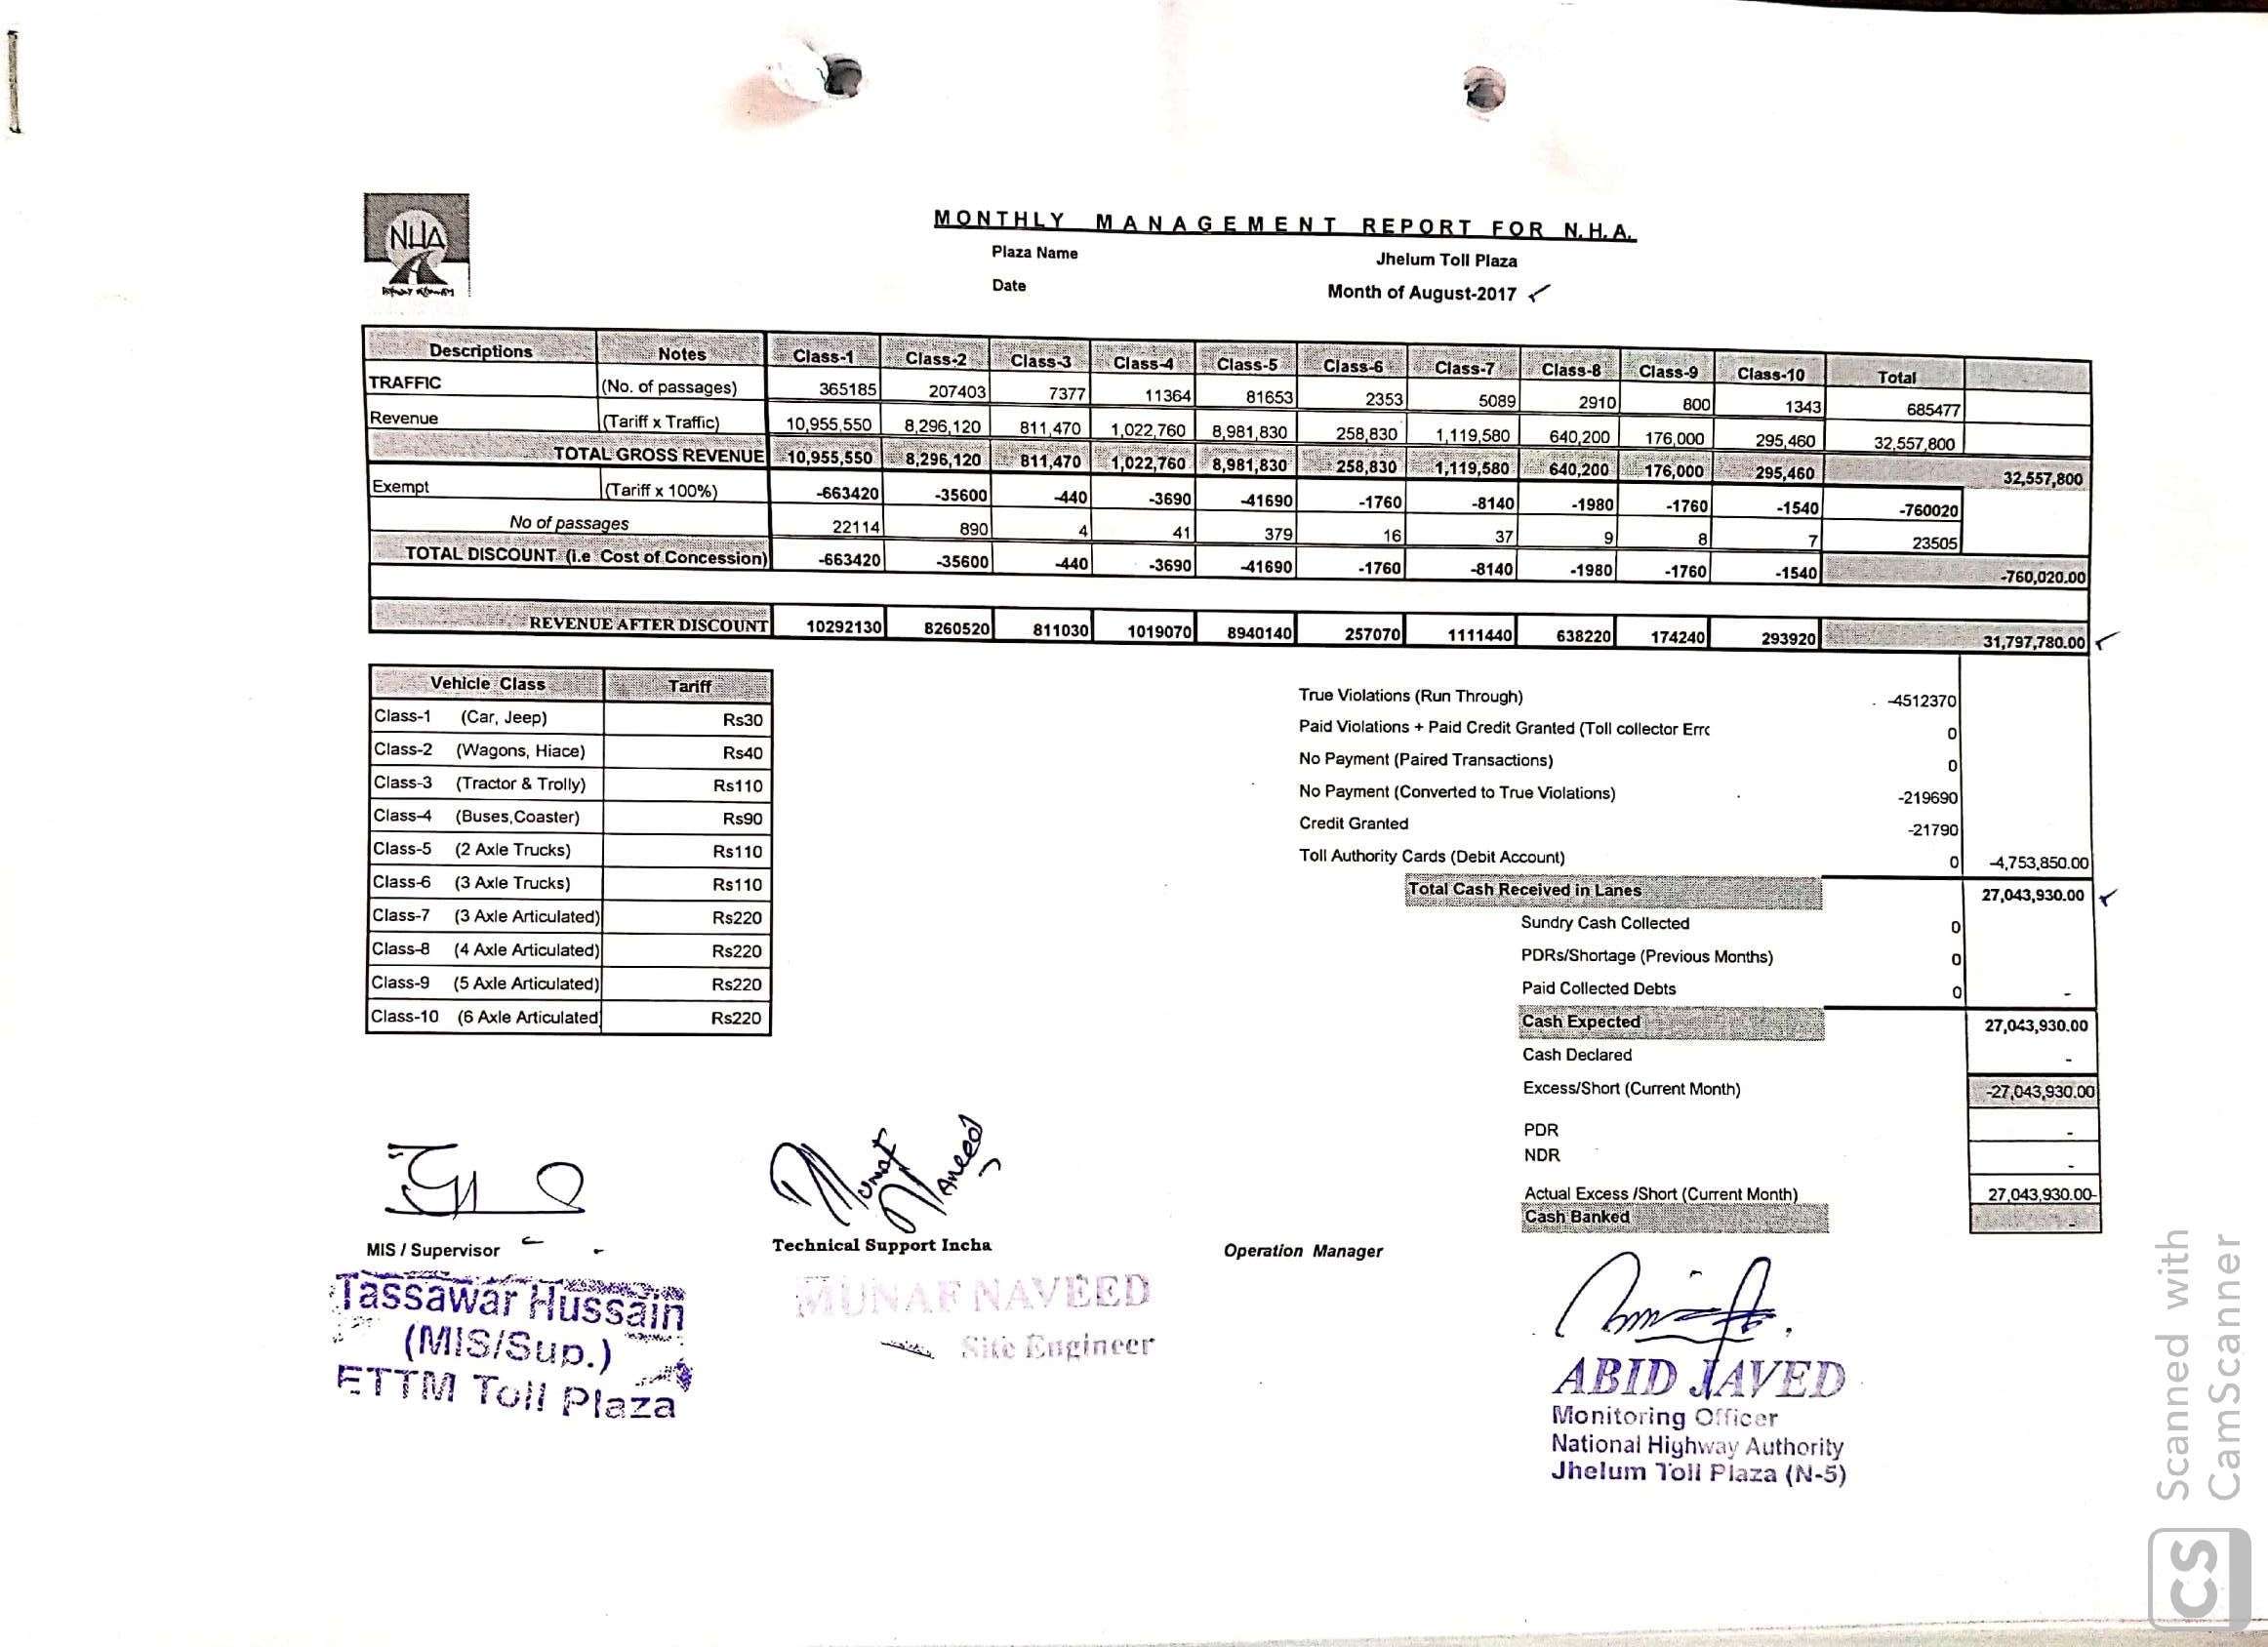 NHA
MONTHLY MANAGEMENT REPORT FOR N.H.A.
Plaza Name Jhelum Toll Plaza
Date Month of August-2017
Descriptions Notes Class-1 Class-2 Class-3 Class-4 Class-5 Class-6 Class-7 Class-8 Class-9 Class-10 Total
TRAFFIC (No. of passages) 365185 207403 7377 11364 81653 2353 5089 2910 800 1343 685477
Revenue (Tariff x Traffic) 10,955,550 8,296,120 811,470 1,022,760 8,981,830 258,830 1,119,580 640,200 176,000 295,460 32,557,800
TOTAL GROSS REVENUE 10,955,550 8,296,120 811,470 1,022,760 8,981,830 258,830 1,119,580 640,200 176,000 295,460 32,557,800
Exempt (Tariff x 100%) -663420 -35600 -440 -3690 -41690 -1760 -8140 -1980 -1760 -1540 -760020
No of passages 22114 890 4 41 379 16 37 9 8 7 23505
TOTAL DISCOUNT (i.e Cost of Concession) -663420 -35600 -440 -3690 -41690 -1760 -8140 -1980 -1760 -1540 -760,020.00
REVENUE AFTER DISCOUNT 10292130 8260520 811030 1019070 8940140 257070 1111440 638220 174240 293920 31,797,780.00
Vehicle Class Tariff
Class-1 (Car, Jeep) Rs30
Class-2 (Wagons, Hiace) Rs40
Class-3 (Tractor & Trolly) Rs110
Class-4 (Buses,Coaster) Rs90
Class-5 (2 Axle Trucks) Rs110
Class-6 (3 Axle Trucks) Rs110
Class-7 (3 Axle Articulated) Rs220
Class-8 (4 Axle Articulated) Rs220
Class-9 (5 Axle Articulated) Rs220
Class-10 (6 Axle Articulated Rs220
True Violations (Run Through) -4512370
Paid Violations + Paid Credit Granted (Toll collector Errc 0
No Payment (Paired Transactions) 0
No Payment (Converted to True Violations) -219690
Credit Granted -21790
Toll Authority Cards (Debit Account) 0 -4,753,850.00
Total Cash Received in Lanes 27,043,930.00
Sundry Cash Collected 0
PDRs/Shortage (Previous Months) 0
Paid Collected Debts 0 -
Cash Expected 27,043,930.00
Cash Declared -
Excess/Short (Current Month) -27,043,930.00
PDR -
NDR -
Actual Excess /Short (Current Month) 27,043,930.00-
Cash Banked -
Munaf Naveed
MIS / Supervisor Technical Support Incha Operation Manager
Tassawar Hussain
(MIS/Sup.)
ETTM Toll Plaza
MUNAF NAVEED
Site Engineer
ABID JAVED
Monitoring Officer
National Highway Authority
Jhelum Toll Plaza (N-5)
CS Scanned with
CamScanner